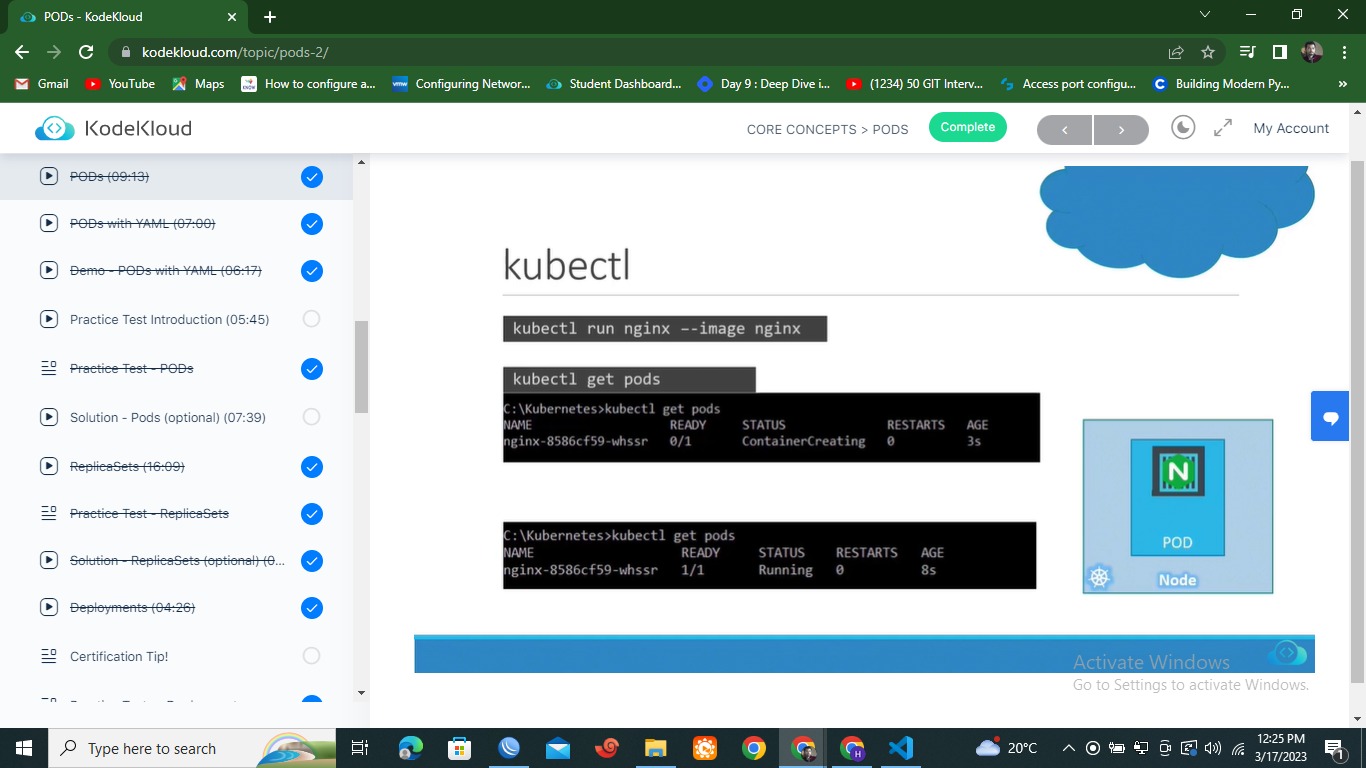 PODs - KodeKloud
kodekloud.com/topic/pods-2/
Gmail
YouTube
Maps
How to configure a...
Configuring Networ...
Student Dashboard...
Day 9 : Deep Dive i...
(1234) 50 GIT Interv...
Access port configu...
Building Modern Py...
KodeKloud
CORE CONCEPTS > PODS
Complete
My Account
PODs (09:13)
PODs with YAML (07:00)
Demo - PODs with YAML (06:17)
Practice Test Introduction (05:45)
Practice Test - PODs
Solution - Pods (optional) (07:39)
ReplicaSets (16:09)
Practice Test - ReplicaSets
Solution - ReplicaSets (optional) (0...
Deployments (04:26)
Certification Tip!
kubectl
kubectl run nginx --image nginx
kubectl get pods
C:\Kubernetes>kubectl get pods
NAME READY STATUS RESTARTS AGE
nginx-8586cf59-whssr 0/1 ContainerCreating 0 3s
C:\Kubernetes>kubectl get pods
NAME READY STATUS RESTARTS AGE
nginx-8586cf59-whssr 1/1 Running 0 8s
N
POD
Node
Activate Windows
Go to Settings to activate Windows.
Type here to search
20°C
12:25 PM
3/17/2023
1